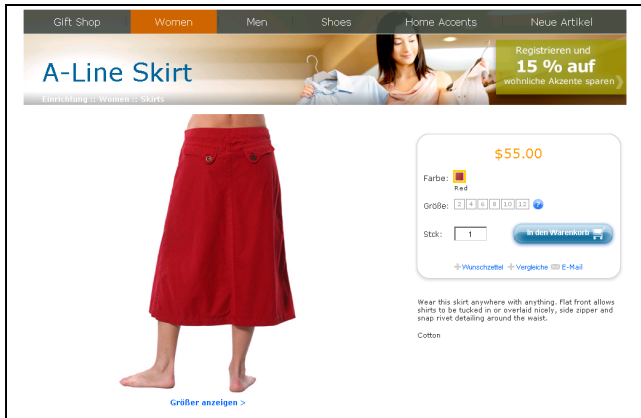 Gift Shop Women Men Shoes Home Accents Neue Artikel
A-Line Skirt
Einrichtung :: Women :: Skirts
Registrieren und
15 % auf
wohnliche Akzente sparen
$55.00
Farbe:
Red
Größe: 2 4 6 8 10 12 ?
Stck: 1 In den Warenkorb
Wunschzettel Vergleiche E-Mail
Wear this skirt anywhere with anything. Flat front allows
shirts to be tucked in or overlaid nicely, side zipper and
snap rivet detailing around the waist.
Cotton
Größer anzeigen >